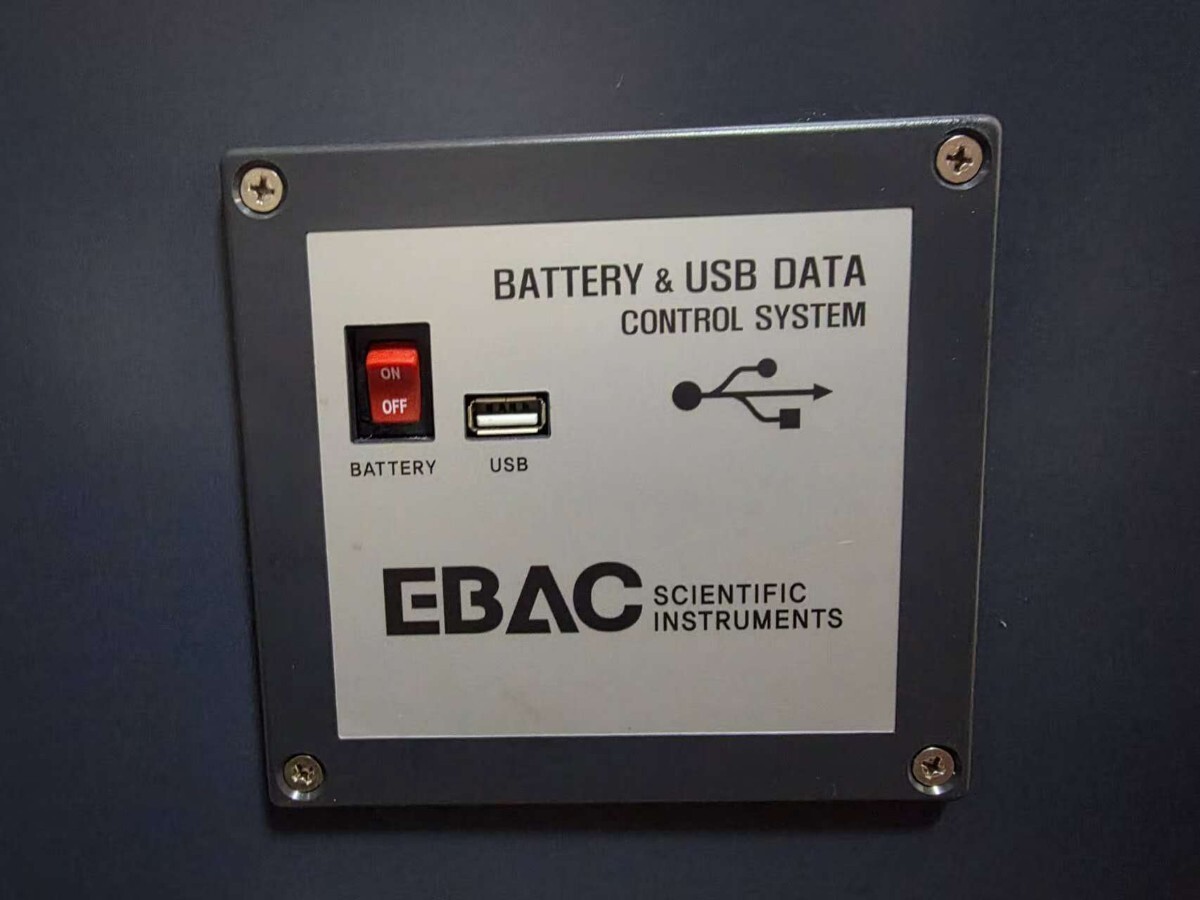 BATTERY & USB DATA
CONTROL SYSTEM
ON
OFF
BATTERY
USB
EBAC SCIENTIFIC
INSTRUMENTS